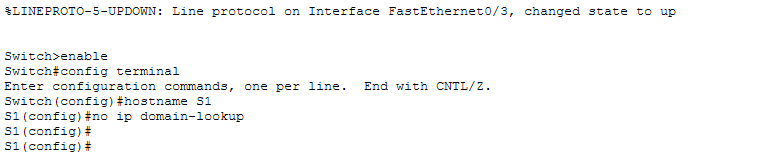 %LINEPROTO-5-UPDOWN: Line protocol on Interface FastEthernet0/3, changed state to up
Switch>enable
Switch#config terminal
Enter configuration commands, one per line.  End with CNTL/Z.
Switch(config)#hostname S1
S1(config)#no ip domain-lookup
S1(config)#
S1(config)#